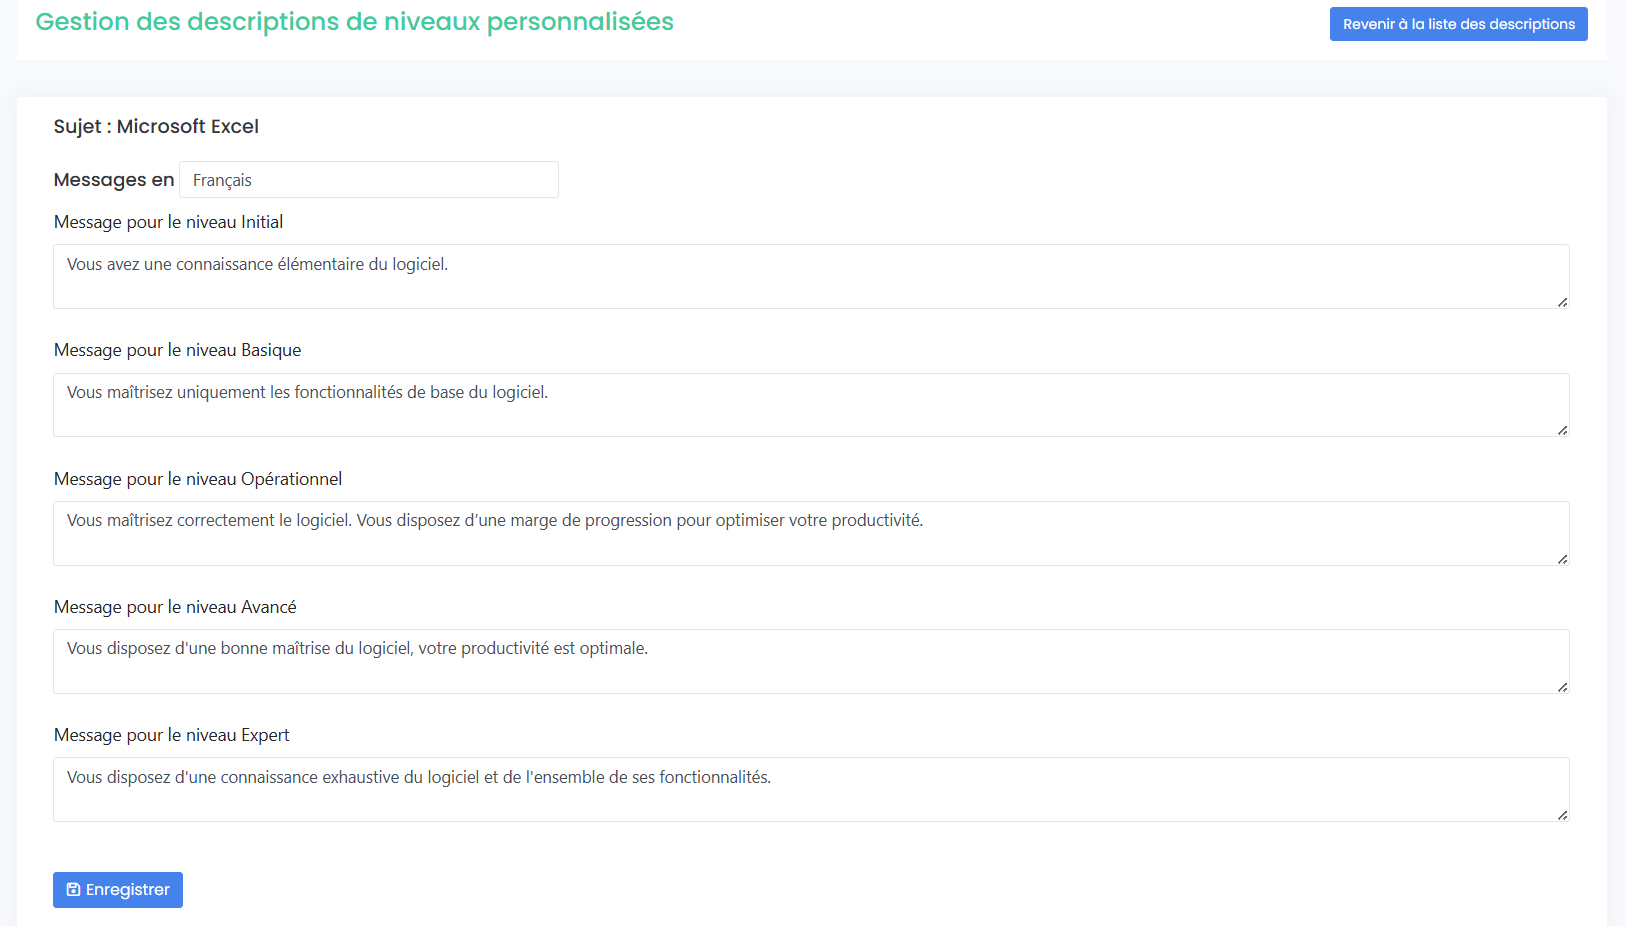 Gestion des descriptions de niveaux personnalisées
Revenir à la liste des descriptions
Sujet : Microsoft Excel
Messages en Français
Message pour le niveau Initial
Vous avez une connaissance élémentaire du logiciel.
Message pour le niveau Basique
Vous maîtrisez uniquement les fonctionnalités de base du logiciel.
Message pour le niveau Opérationnel
Vous maîtrisez correctement le logiciel. Vous disposez d’une marge de progression pour optimiser votre productivité.
Message pour le niveau Avancé
Vous disposez d'une bonne maîtrise du logiciel, votre productivité est optimale.
Message pour le niveau Expert
Vous disposez d'une connaissance exhaustive du logiciel et de l'ensemble de ses fonctionnalités.
Enregistrer